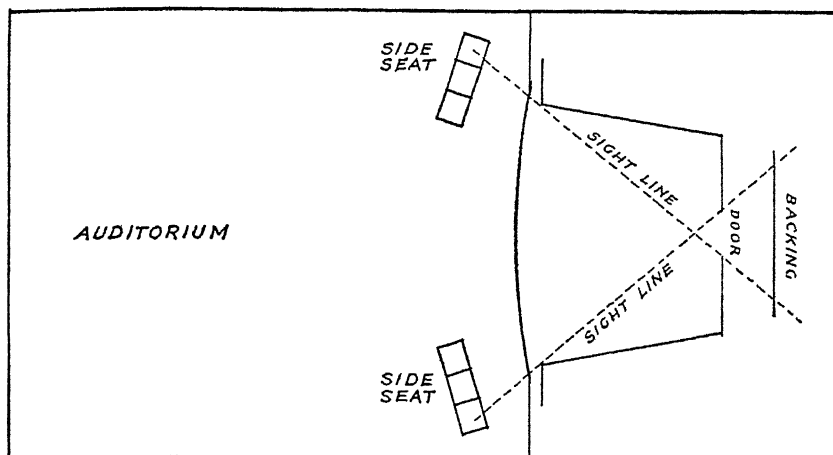 SIDE
SEAT
SIGHT LINE
AUDITORIUM
DOOR
BACKING
SIGHT LINE
SIDE
SEAT